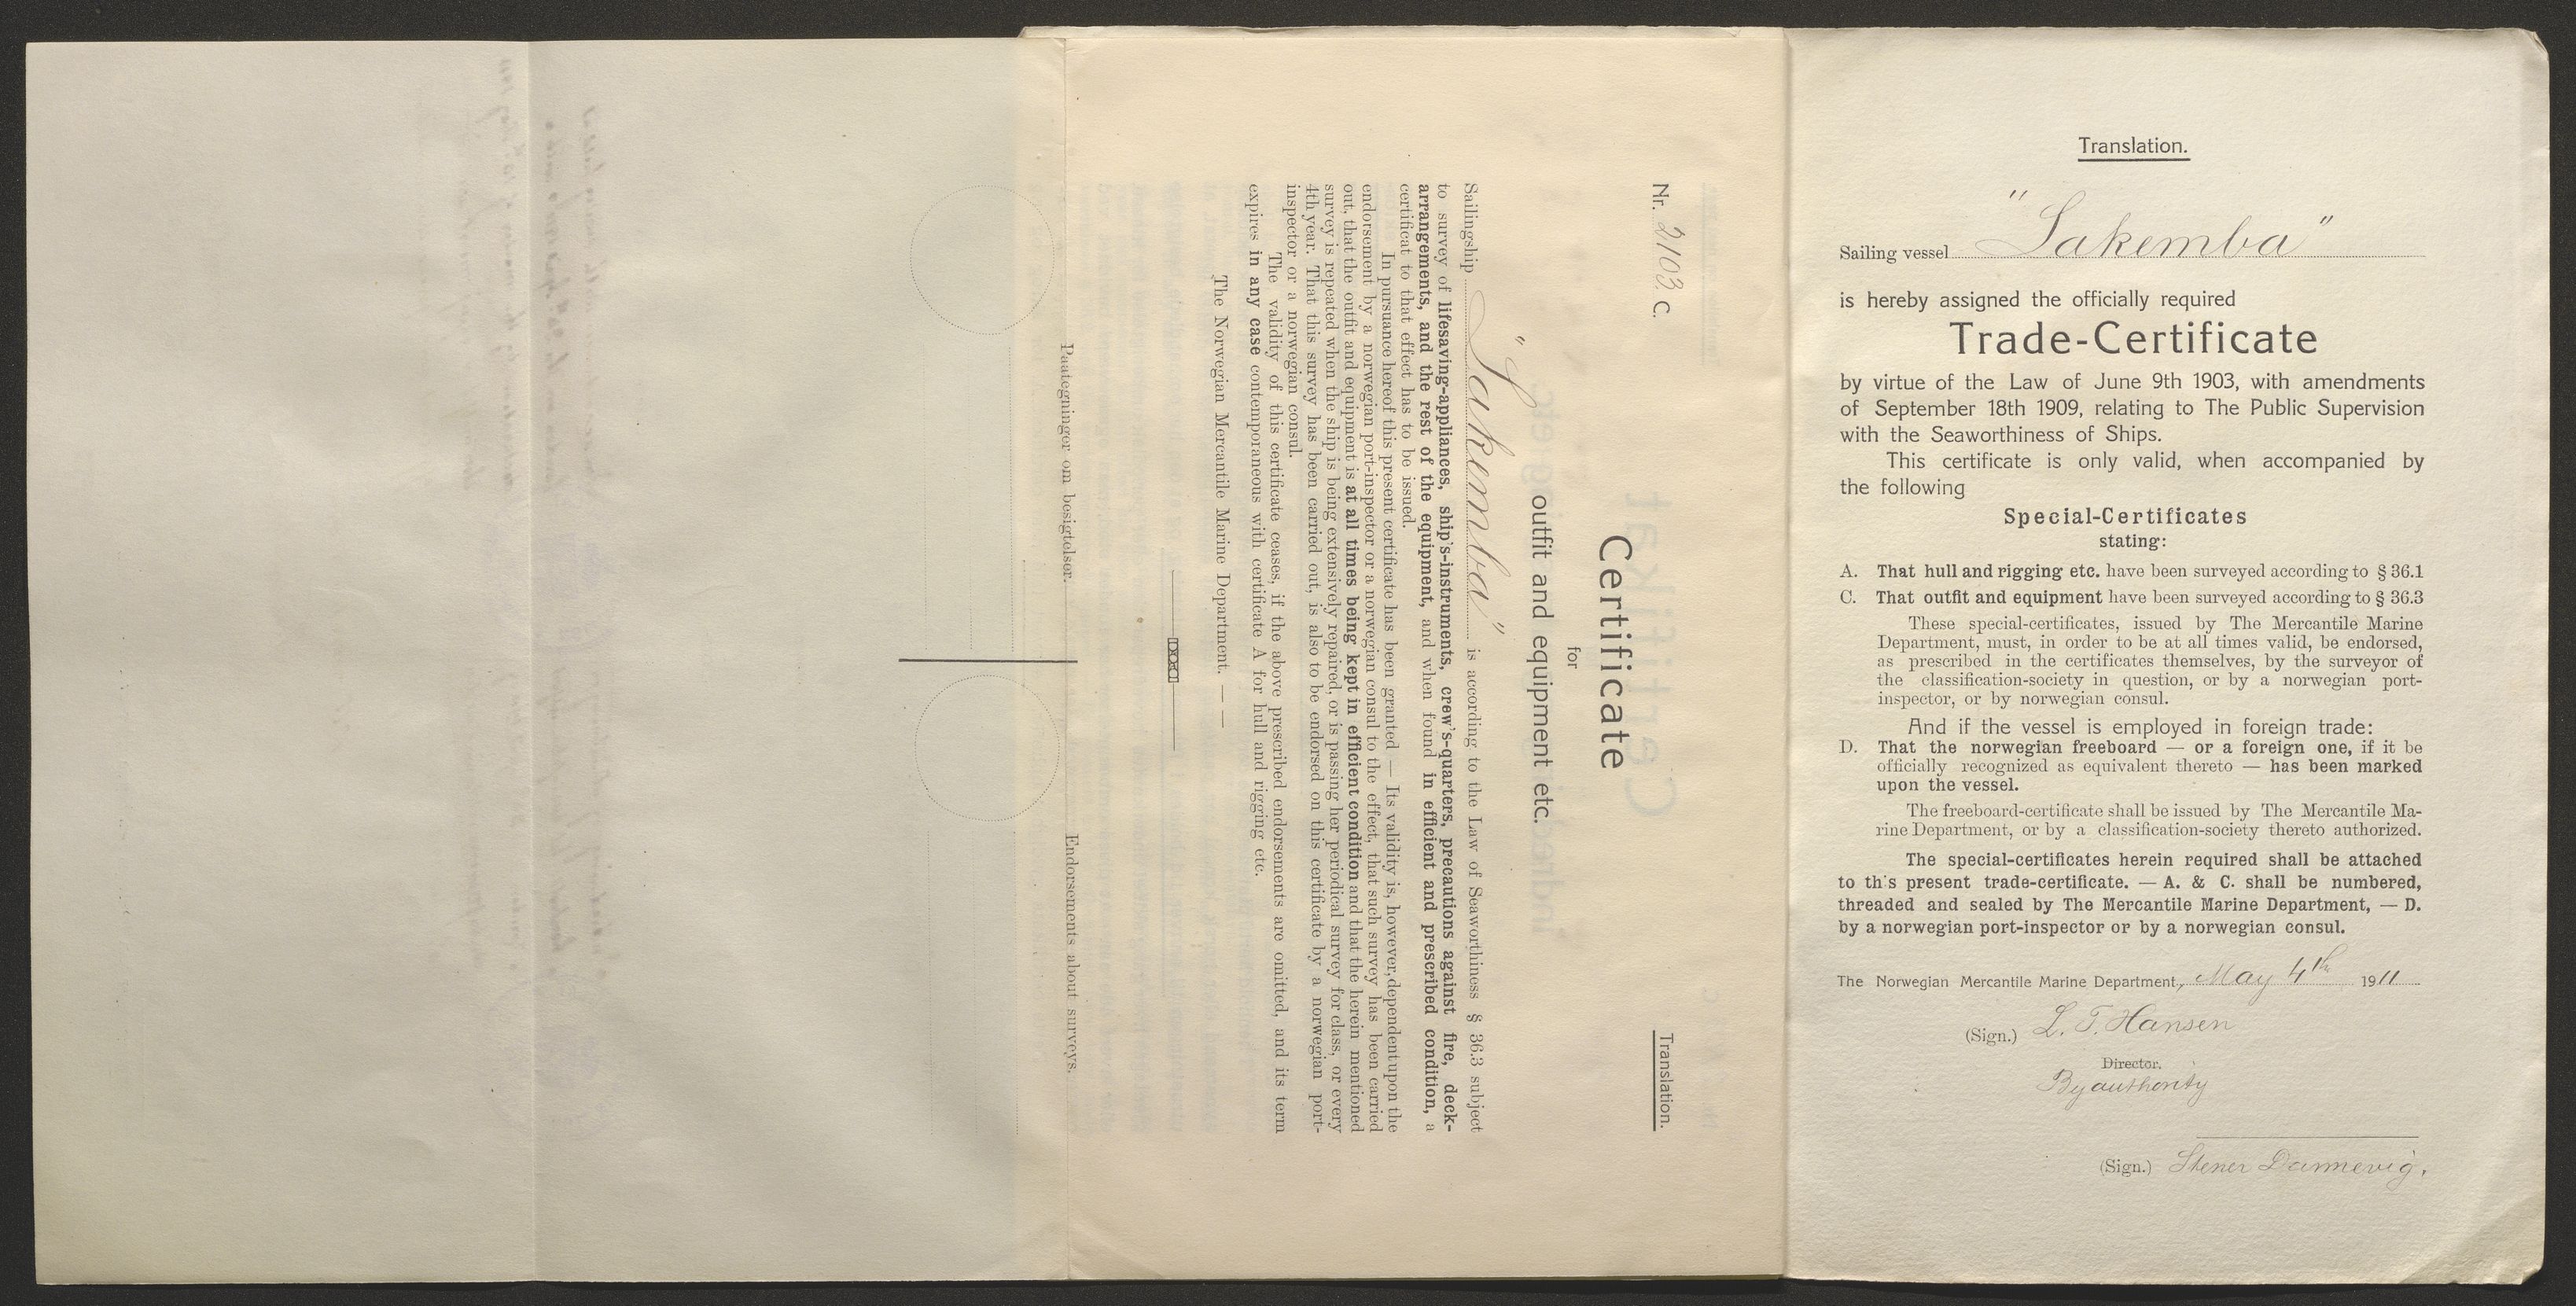 Nr. 2103 C.
Translation.
Certificate
for
outfit and equipment etc.
Sailingship "Lakemba" is according to the Law of Seaworthiness § 36.3 subject
to survey of lifesaving-appliances, ship's-instruments, crew's-quarters, precautions against fire, deck-
arrangements, and the rest of the equipment, and when found in efficient and prescribed condition, a
certificat to that effect has to be issued.
In pursuance hereof this present certificate has been granted — Its validity is, however, dependent upon the
endorsement by a norwegian port-inspector or a norwegian consul to the effect, that such survey has been carried
out, that the outfit and equipment is at all times being kept in efficient condition and that the herein mentioned
survey is repeated when the ship is being extensively repaired, or is passing her periodical survey for class, or every
4th year. That this survey has been carried out, is also to be endorsed on this certificate by a norwegian port-
inspector or a norwegian consul.
The validity of this certificate ceases, if the above prescribed endorsements are omitted, and its term
expires in any case contemporaneous with certificate A for hull and rigging etc.
The Norwegian Mercantile Marine Department. — —
Paategninger om besigtelser.
Endorsements about surveys.
Translation.
Sailing vessel "Lakemba"
is hereby assigned the officially required
Trade-Certificate
by virtue of the Law of June 9th 1903, with amendments
of September 18th 1909, relating to The Public Supervision
with the Seaworthiness of Ships.
This certificate is only valid, when accompanied by
the following
Special-Certificates
stating:
A. That hull and rigging etc. have been surveyed according to § 36.1
C. That outfit and equipment have been surveyed according to § 36.3
These special-certificates, issued by The Mercantile Marine
Department, must, in order to be at all times valid, be endorsed,
as prescribed in the certificates themselves, by the surveyor of
the classification-society in question, or by a norwegian port-
inspector, or by norwegian consul.
And if the vessel is employed in foreign trade:
D. That the norwegian freeboard — or a foreign one, if it be
officially recognized as equivalent thereto — has been marked
upon the vessel.
The freeboard-certificate shall be issued by The Mercantile Ma-
rine Department, or by a classification-society thereto authorized.
The special-certificates herein required shall be attached
to th's present trade-certificate. — A. & C. shall be numbered,
threaded and sealed by The Mercantile Marine Department, — D.
by a norwegian port-inspector or by a norwegian consul.
The Norwegian Mercantile Marine Department, May 4th 1911
(Sign.) L. T. Hansen
Director,
By authority
(Sign.) Stener Dannevig.